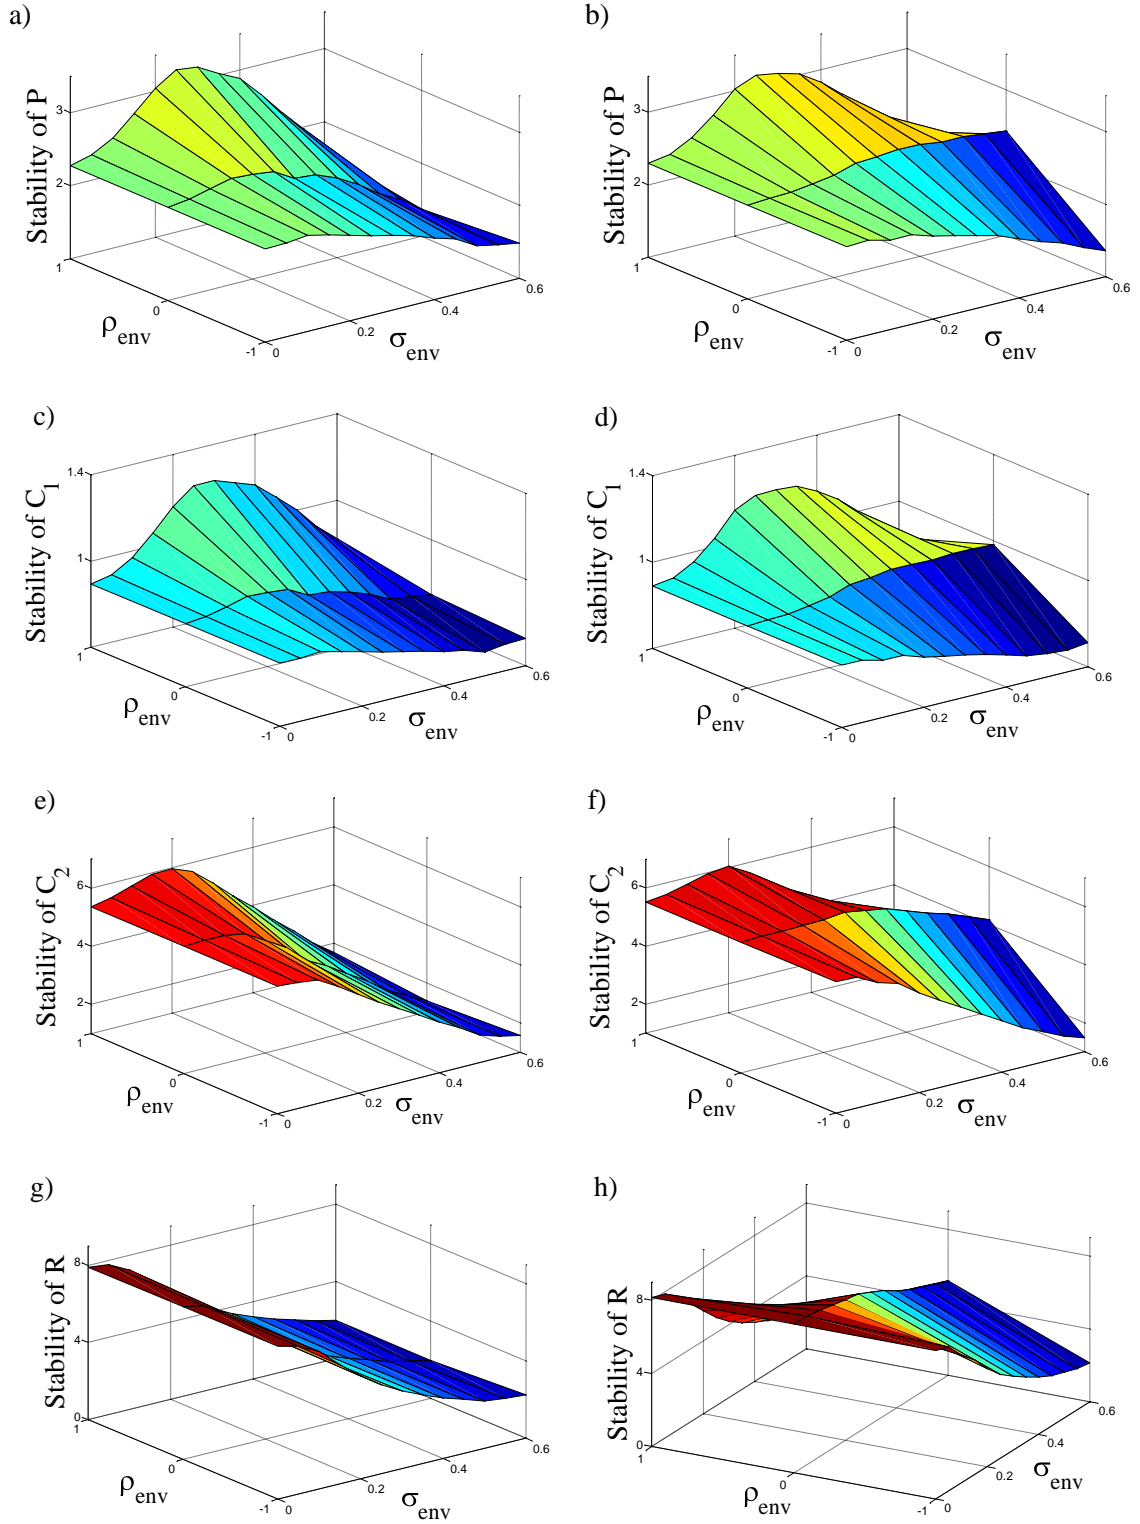 a)
Stability of P
3
2
1
0
-1
ρenv
0
0.2
0.4
0.6
σenv
b)
Stability of P
3
2
1
0
-1
ρenv
0
0.2
0.4
0.6
σenv
c)
Stability of C1
1.4
1
1
0
-1
ρenv
0
0.2
0.4
0.6
σenv
d)
Stability of C1
1.4
1
1
0
-1
ρenv
0
0.2
0.4
0.6
σenv
e)
Stability of C2
6
4
2
1
0
-1
ρenv
0
0.2
0.4
0.6
σenv
f)
Stability of C2
6
4
2
1
0
-1
ρenv
0
0.2
0.4
0.6
σenv
g)
Stability of R
8
4
0
1
0
-1
ρenv
0
0.2
0.4
0.6
σenv
h)
Stability of R
8
4
0
1
0
-1
ρenv
0
0.2
0.4
0.6
σenv